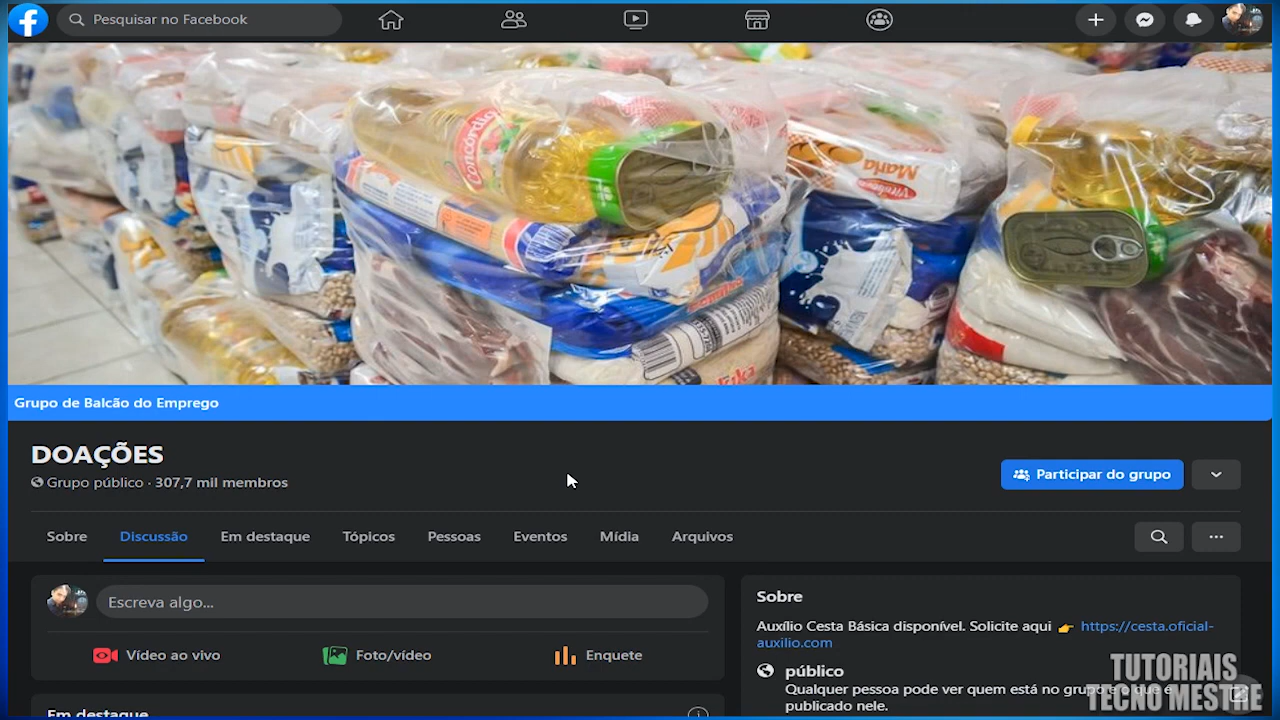 Pesquisar no Facebook
Concordia
Maria
Vitabrasa
Grupo de Balcão do Emprego
DOAÇÕES
Grupo público · 307,7 mil membros
Participar do grupo
Sobre
Discussão
Em destaque
Tópicos
Pessoas
Eventos
Mídia
Arquivos
Escreva algo...
Vídeo ao vivo
Foto/vídeo
Enquete
Em destaque
Sobre
Auxílio Cesta Básica disponível. Solicite aqui 👉 https://cesta.oficial-
auxilio.com
público
Qualquer pessoa pode ver quem está no grupo e o que é
publicado nele.
TUTORIAIS
TECNO MESTRE